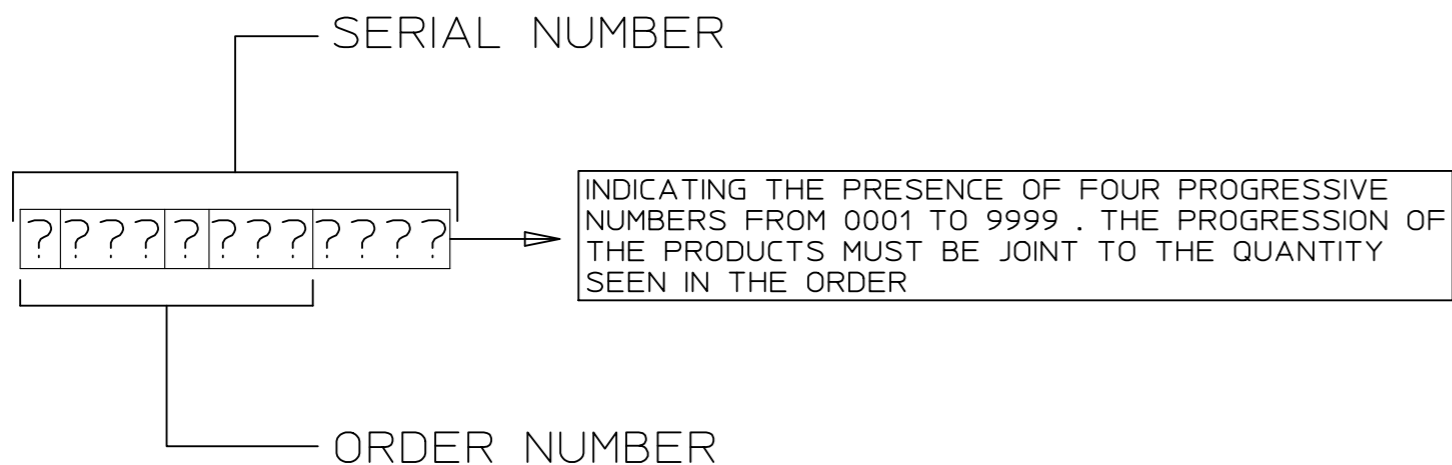 SERIAL NUMBER
????????????
INDICATING THE PRESENCE OF FOUR PROGRESSIVE
NUMBERS FROM 0001 TO 9999 . THE PROGRESSION OF
THE PRODUCTS MUST BE JOINT TO THE QUANTITY
SEEN IN THE ORDER
ORDER NUMBER